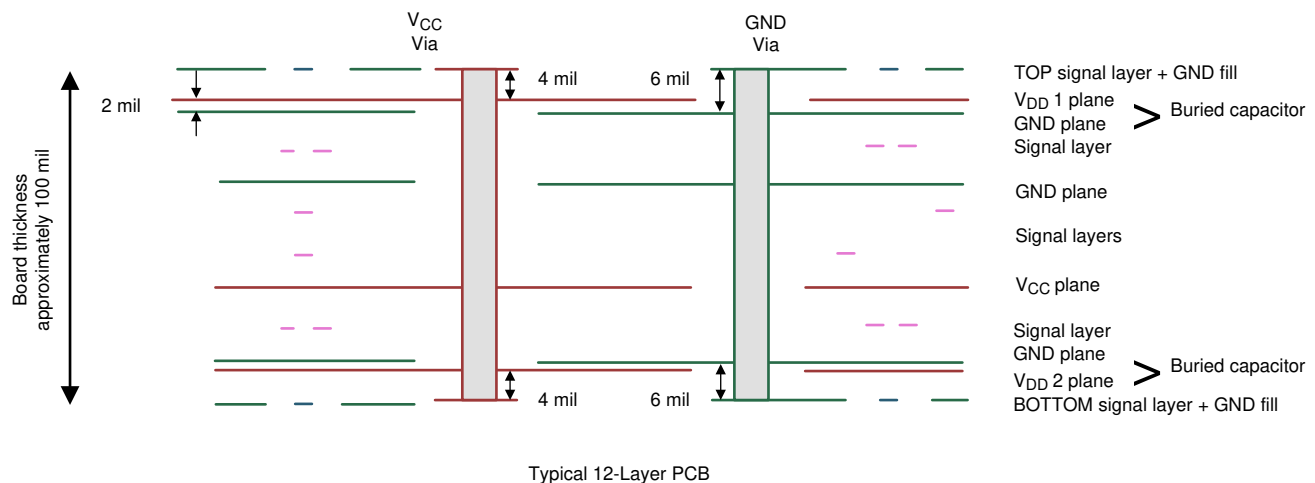 VCC
Via
GND
Via
4 mil
6 mil
2 mil
TOP signal layer + GND fill
VDD 1 plane
GND plane
Buried capacitor
Signal layer
GND plane
Signal layers
VCC plane
Signal layer
GND plane
VDD 2 plane
Buried capacitor
BOTTOM signal layer + GND fill
4 mil
6 mil
Board thickness
approximately 100 mil
Typical 12-Layer PCB